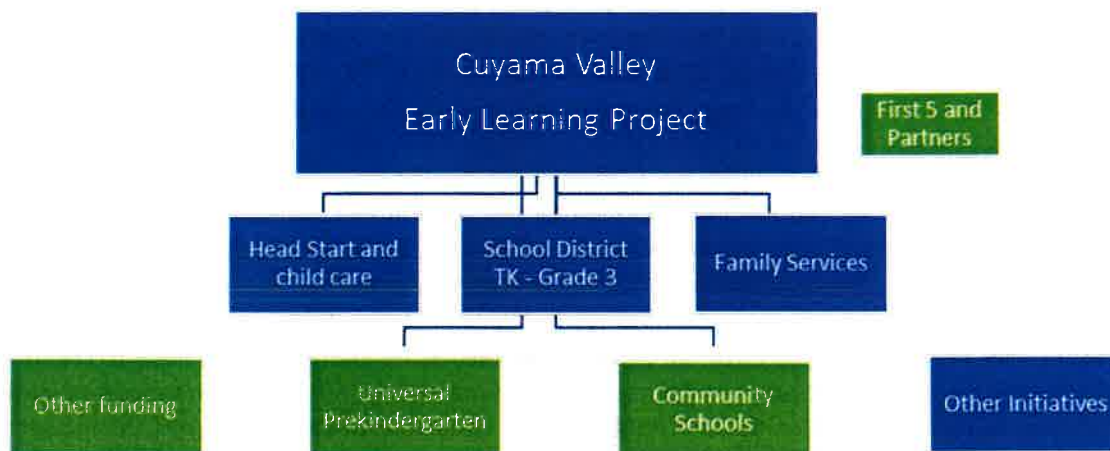 Cuyama Valley
Early Learning Project
First 5 and
Partners
Head Start and
child care
School District
TK - Grade 3
Family Services
Other funding
Universal
Prekindergarten
Community
Schools
Other Initiatives